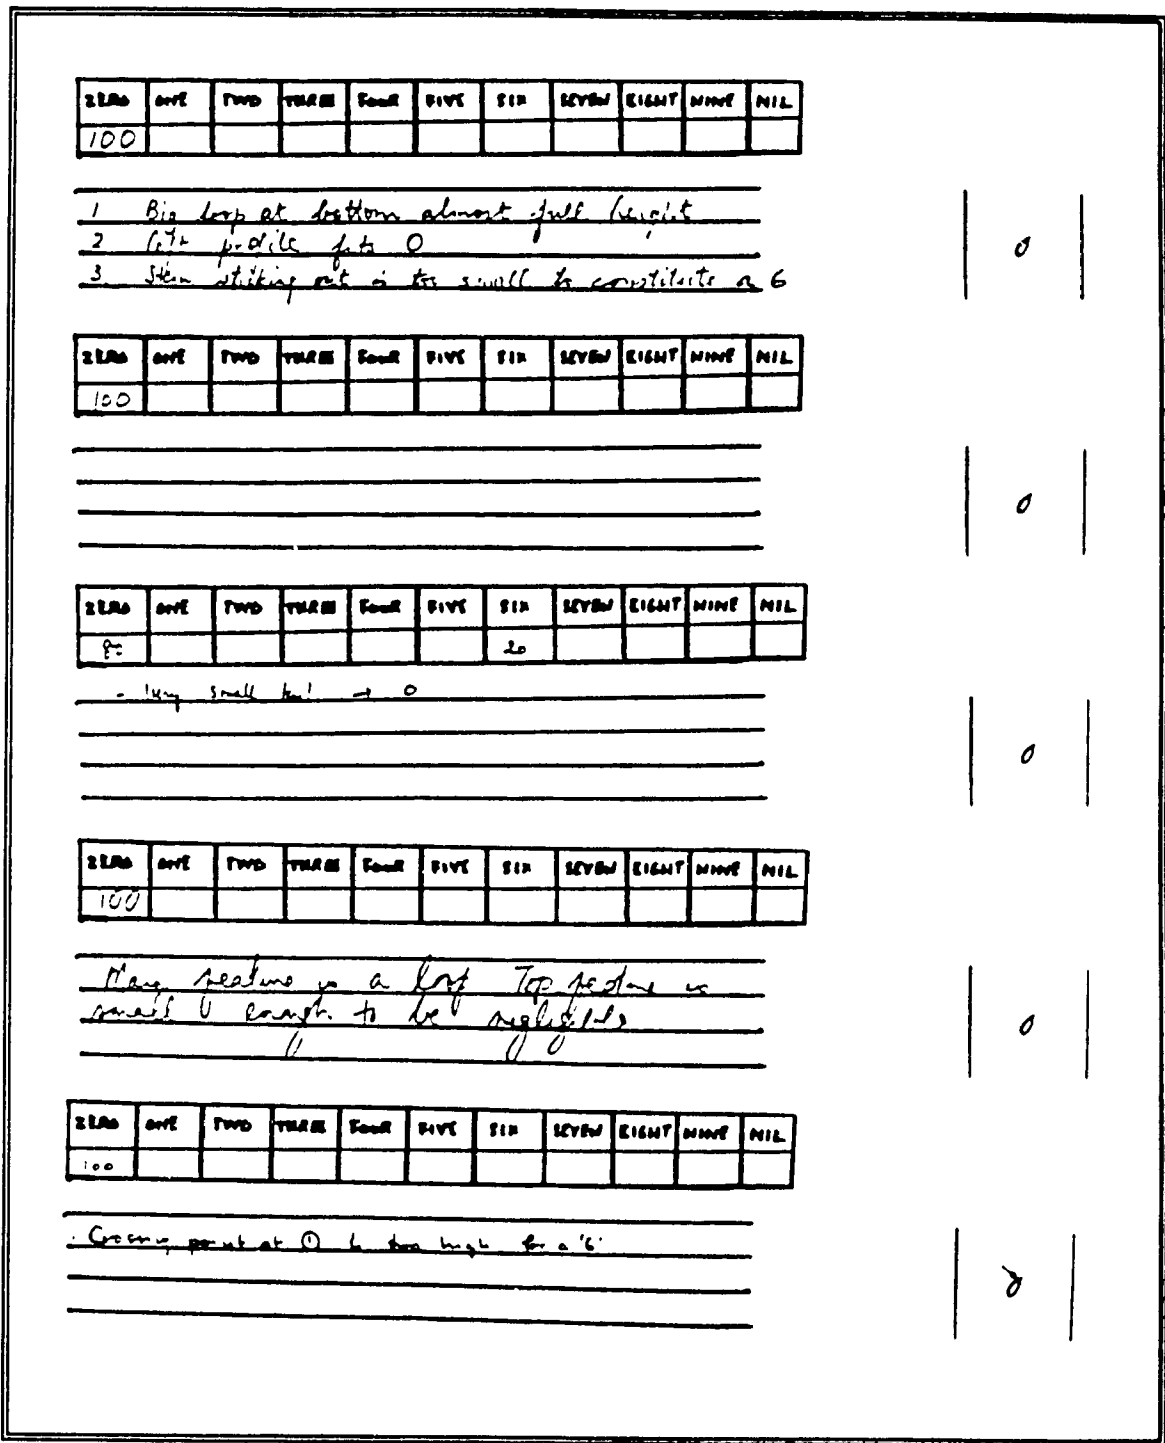 ZERO ONE TWO THREE FOUR FIVE SIX SEVEN EIGHT NINE NIL
100
1 Big loop at bottom almost full height
2 left profile fits 0
3. Stem sticking out is too small to constitute a 6
0
ZERO ONE TWO THREE FOUR FIVE SIX SEVEN EIGHT NINE NIL
100
0
ZERO ONE TWO THREE FOUR FIVE SIX SEVEN EIGHT NINE NIL
80 20
- Very small tail → 0
0
ZERO ONE TWO THREE FOUR FIVE SIX SEVEN EIGHT NINE NIL
100
Main feature is a loop Top feature is
small enough to be negligible
0
ZERO ONE TWO THREE FOUR FIVE SIX SEVEN EIGHT NINE NIL
100
. Crossing point at ① is too high for a '6'